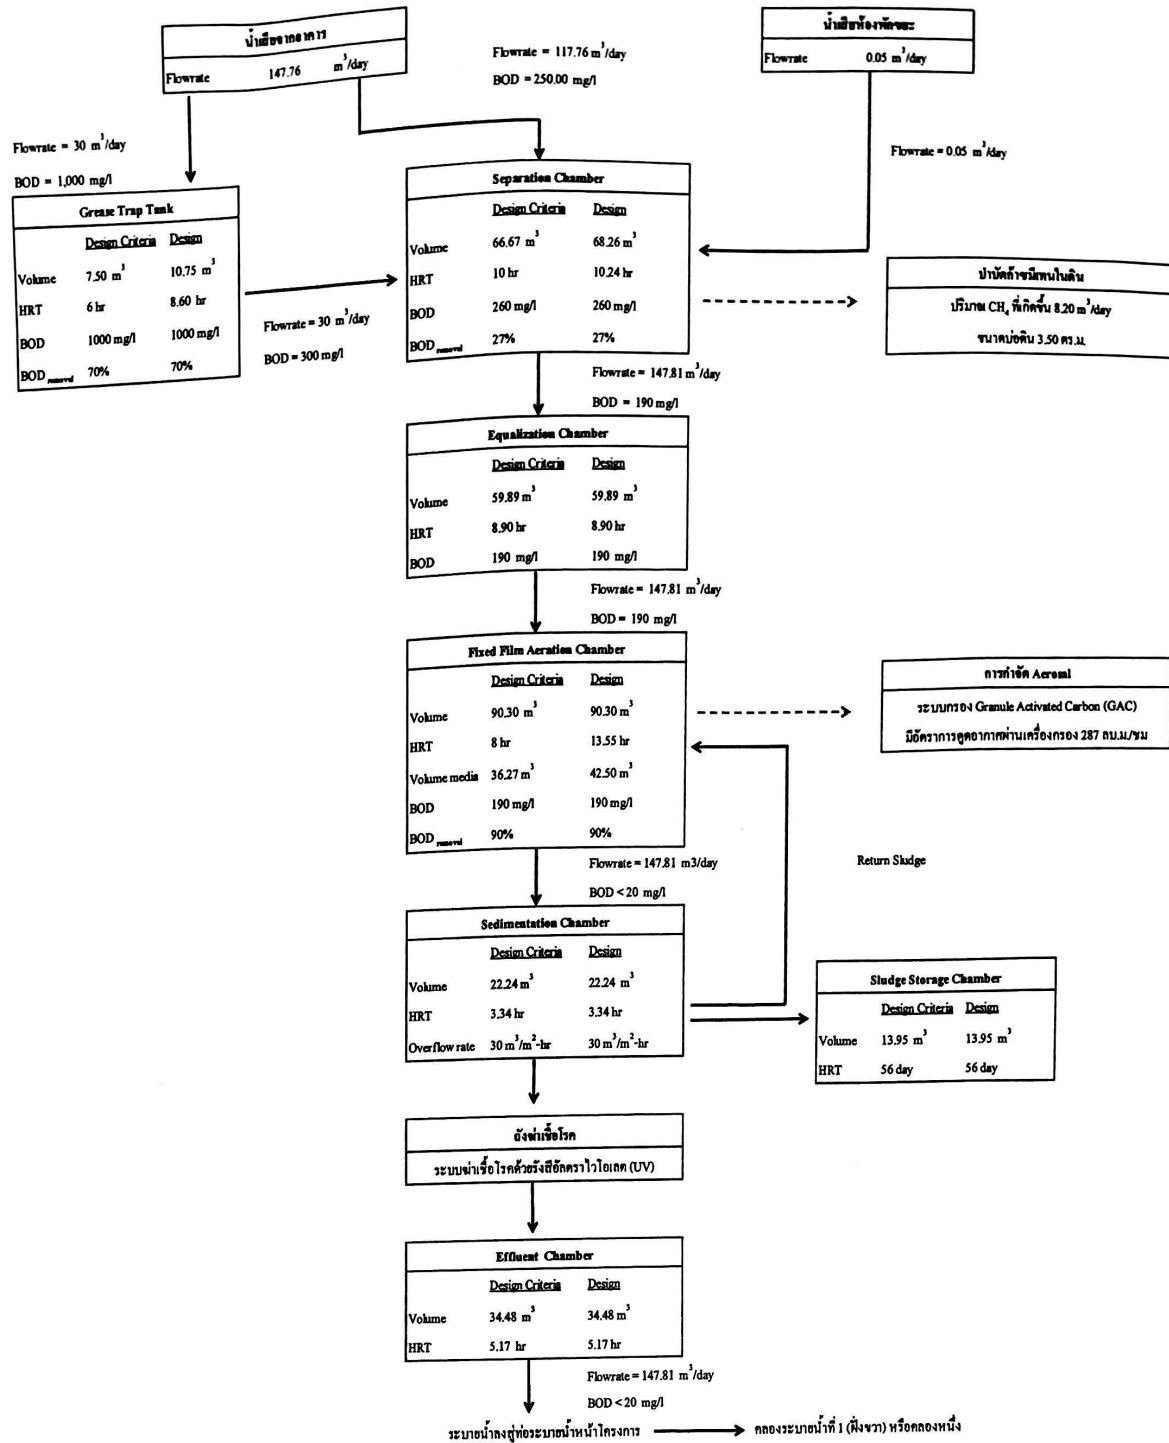 น้ำเสียจากอาคาร
Flowrate 147.76 m³/day
น้ำเสียห้องพักขยะ
Flowrate 0.05 m³/day
Flowrate = 117.76 m³/day
BOD = 250.00 mg/l
Flowrate = 30 m³/day
BOD = 1,000 mg/l
Flowrate = 0.05 m³/day
Grease Trap Tank
Design Criteria Design
Volume 7.50 m³ 10.75 m³
HRT 6 hr 8.60 hr
BOD 1000 mg/l 1000 mg/l
BOD removal 70% 70%
Flowrate = 30 m³/day
BOD = 300 mg/l
Separation Chamber
Design Criteria Design
Volume 66.67 m³ 68.26 m³
HRT 10 hr 10.24 hr
BOD 260 mg/l 260 mg/l
BOD removal 27% 27%
บำบัดก๊าซมีเทนในดิน
ปริมาณ CH₄ ที่เกิดขึ้น 8.20 m³/day
ขนาดบ่อดิน 3.50 ตร.ม.
Flowrate = 147.81 m³/day
BOD = 190 mg/l
Equalization Chamber
Design Criteria Design
Volume 59.89 m³ 59.89 m³
HRT 8.90 hr 8.90 hr
BOD 190 mg/l 190 mg/l
Flowrate = 147.81 m³/day
BOD = 190 mg/l
Fixed Film Aeration Chamber
Design Criteria Design
Volume 90.30 m³ 90.30 m³
HRT 8 hr 13.55 hr
Volume media 36.27 m³ 42.50 m³
BOD 190 mg/l 190 mg/l
BOD removal 90% 90%
การกำจัด Aerosal
ระบบกรอง Granule Activated Carbon (GAC)
มีอัตราการดูดอากาศผ่านเครื่องกรอง 287 ลบ.ม./ชม
Flowrate = 147.81 m3/day
BOD < 20 mg/l
Return Sludge
Sedimentation Chamber
Design Criteria Design
Volume 22.24 m³ 22.24 m³
HRT 3.34 hr 3.34 hr
Overflow rate 30 m³/m²-hr 30 m³/m²-hr
Sludge Storage Chamber
Design Criteria Design
Volume 13.95 m³ 13.95 m³
HRT 56 day 56 day
ถังฆ่าเชื้อโรค
ระบบฆ่าเชื้อโรคด้วยรังสีอัลตราไวโอเลต (UV)
Effluent Chamber
Design Criteria Design
Volume 34.48 m³ 34.48 m³
HRT 5.17 hr 5.17 hr
Flowrate = 147.81 m³/day
BOD < 20 mg/l
ระบายน้ำลงสู่ท่อระบายน้ำหน้าโครงการ คลองระบายน้ำที่ 1 (ฝั่งขวา) หรือคลองหนึ่ง